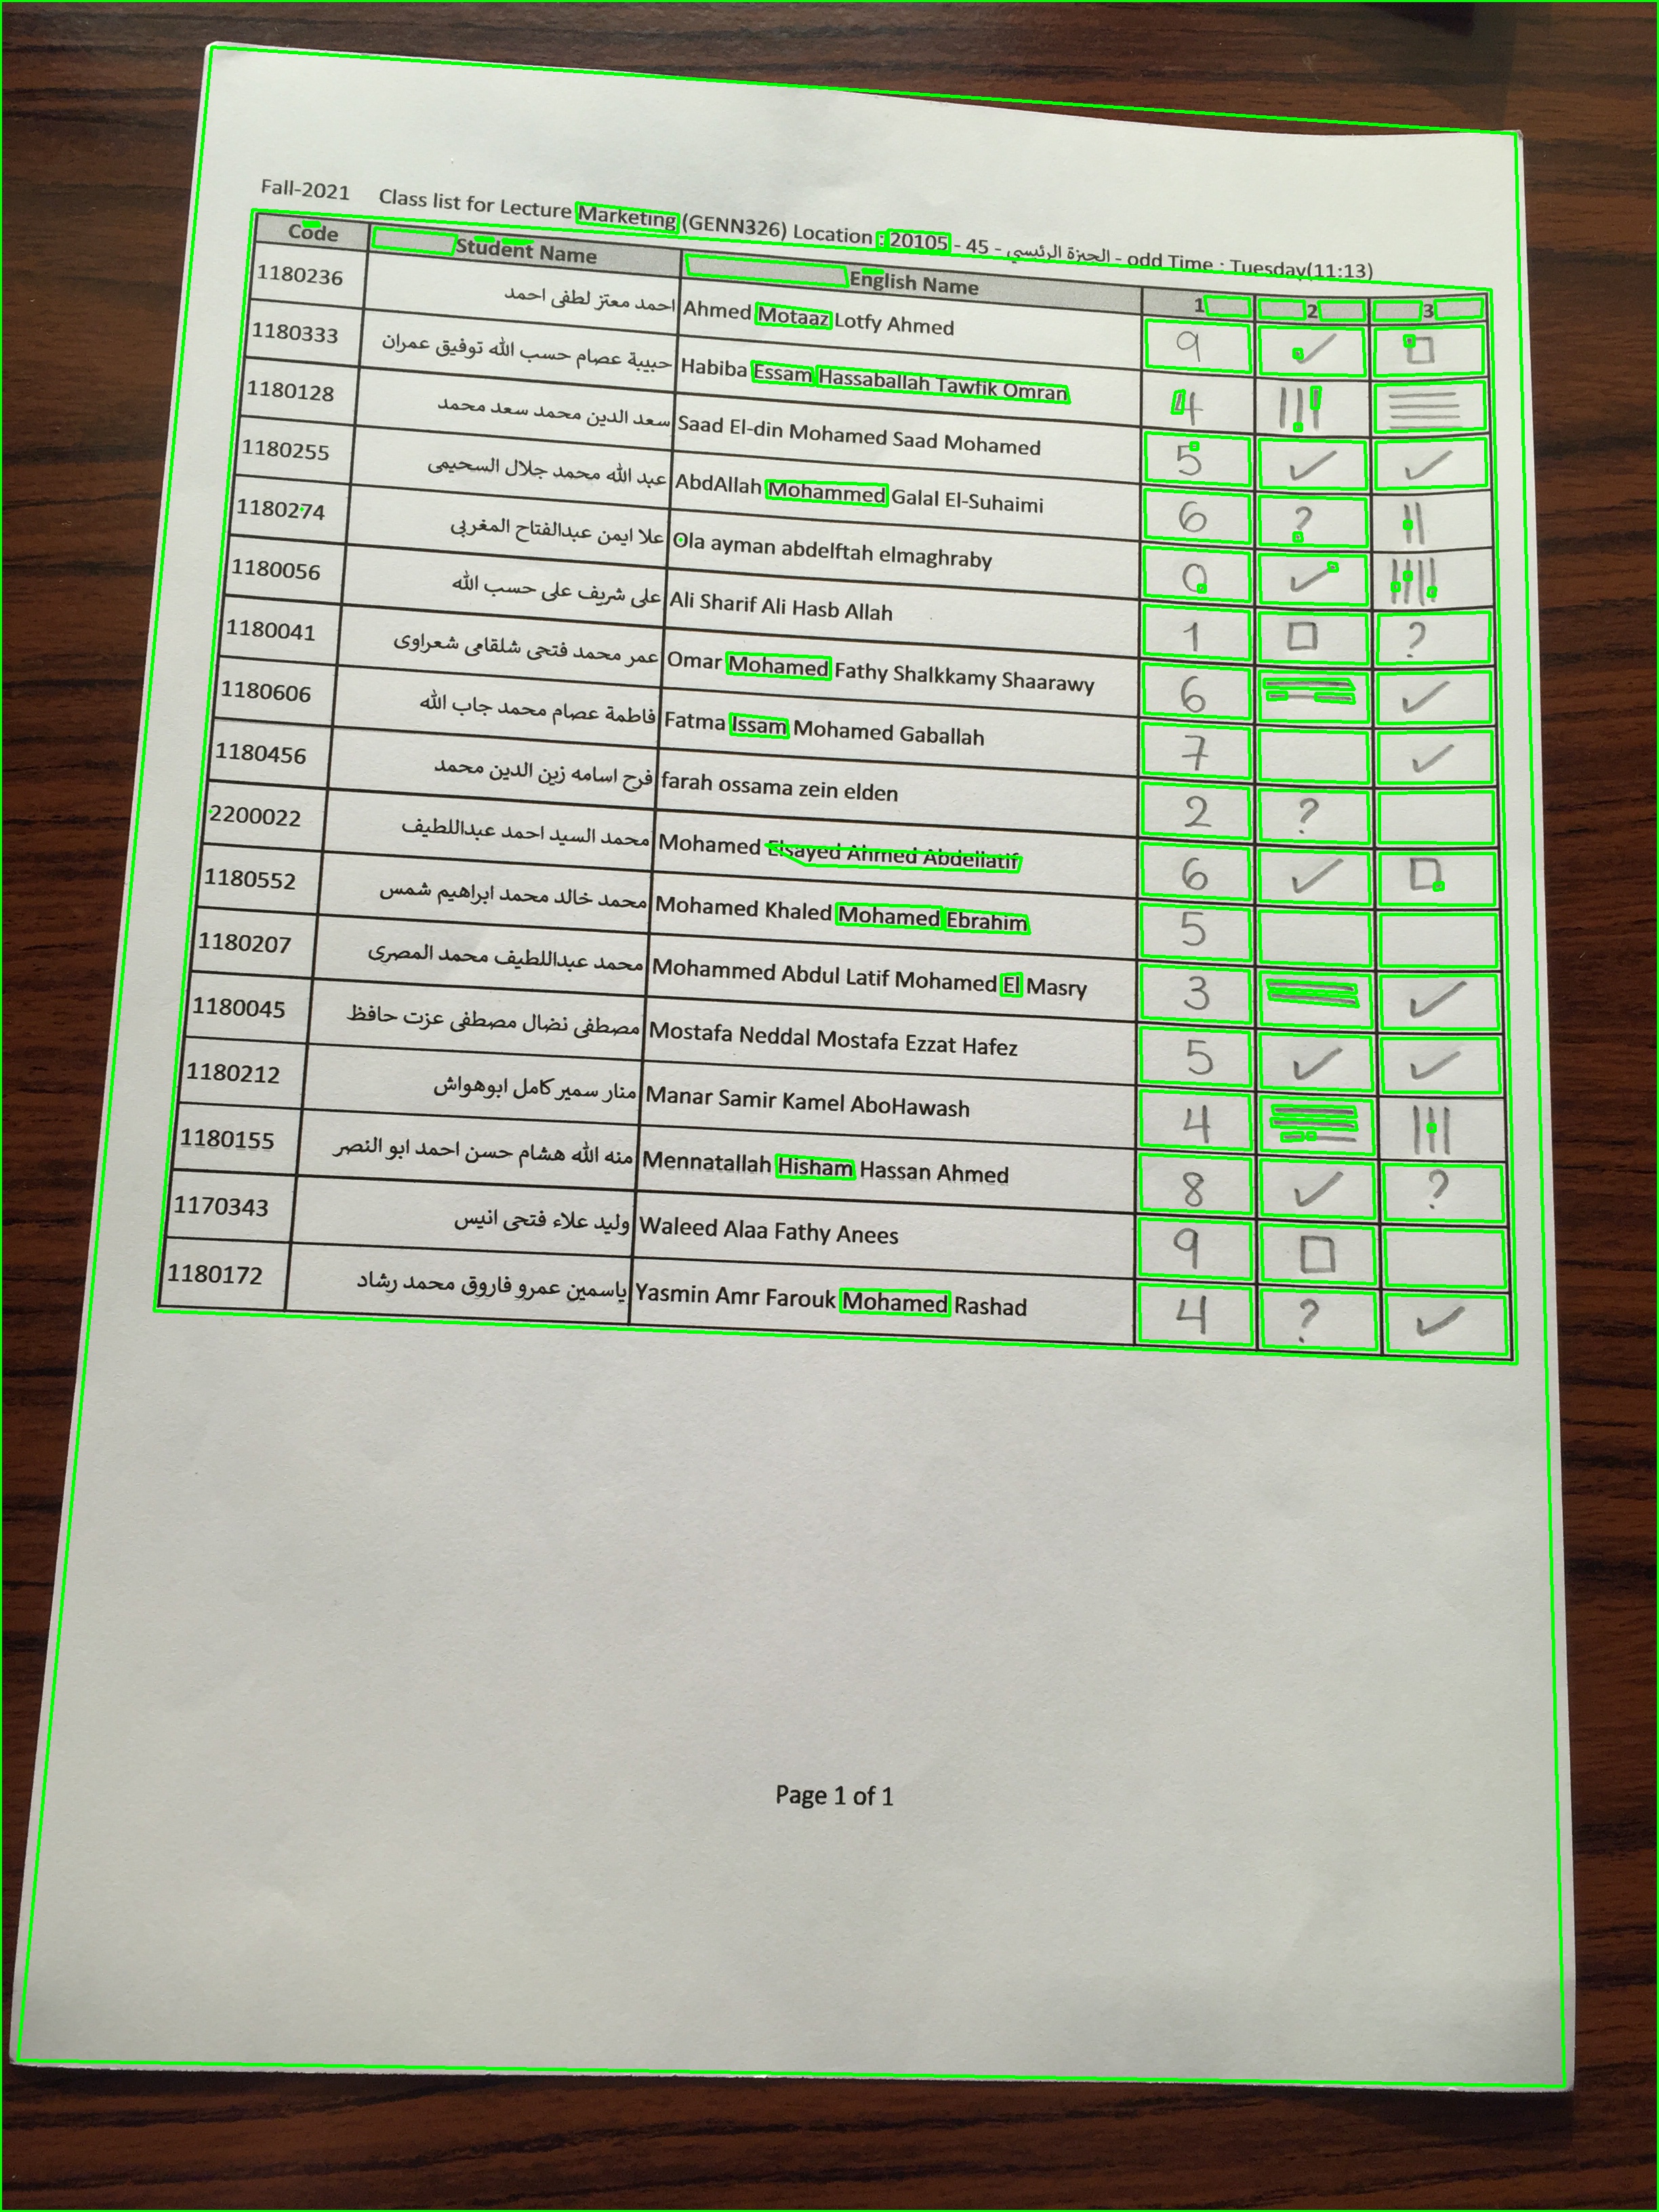 Fall-2021 Class list for Lecture Marketing (GENN326) Location : 20105 - 45 - الجيزة الرئسي - odd Time : Tuesday(11:13)
Code Student Name English Name 1 2 3
1180236 احمد معتز لطفى احمد Ahmed Motaaz Lotfy Ahmed 9 ✓ □
1180333 حبيبة عصام حسب الله توفيق عمران Habiba Essam Hassaballah Tawfik Omran 4 |||| ☰
1180128 سعد الدين محمد سعد محمد Saad El-din Mohamed Saad Mohamed 5 ✓ ✓
1180255 عبد الله محمد جلال السحيمى AbdAllah Mohammed Galal El-Suhaimi 6 ? ||
1180274 علا ايمن عبدالفتاح المغربى Ola ayman abdelftah elmaghraby 0 ✓ |||||
1180056 على شريف على حسب الله Ali Sharif Ali Hasb Allah 1 □ ?
1180041 عمر محمد فتحى شلقامى شعراوى Omar Mohamed Fathy Shalkkamy Shaarawy 6 = ✓
1180606 فاطمة عصام محمد جاب الله Fatma Issam Mohamed Gaballah 7 ✓
1180456 فرح اسامه زين الدين محمد farah ossama zein elden 2 ?
2200022 محمد السيد احمد عبداللطيف Mohamed Elsayed Ahmed Abdellatif 6 ✓ □
1180552 محمد خالد محمد ابراهيم شمس Mohamed Khaled Mohamed Ebrahim 5
1180207 محمد عبداللطيف محمد المصرى Mohammed Abdul Latif Mohamed El Masry 3 = ✓
1180045 مصطفى نضال مصطفى عزت حافظ Mostafa Neddal Mostafa Ezzat Hafez 5 ✓ ✓
1180212 منار سمير كامل ابوهواش Manar Samir Kamel AboHawash 4 ≡ |||
1180155 منه الله هشام حسن احمد ابو النصر Mennatallah Hisham Hassan Ahmed 8 ✓ ?
1170343 وليد علاء فتحى انيس Waleed Alaa Fathy Anees 9 □
1180172 ياسمين عمرو فاروق محمد رشاد Yasmin Amr Farouk Mohamed Rashad 4 ? ✓
Page 1 of 1